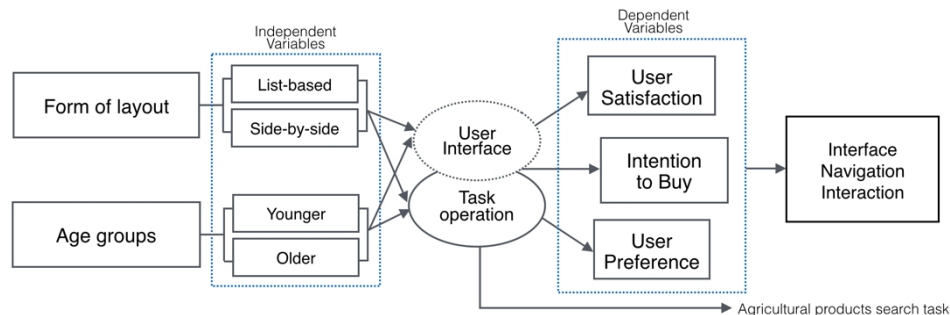 Independent
Variables
Dependent
Variables
Form of layout
List-based
Side-by-side
Age groups
Younger
Older
User
Interface
Task
operation
User
Satisfaction
Intention
to Buy
User
Preference
Interface
Navigation
Interaction
Agricultural products search task